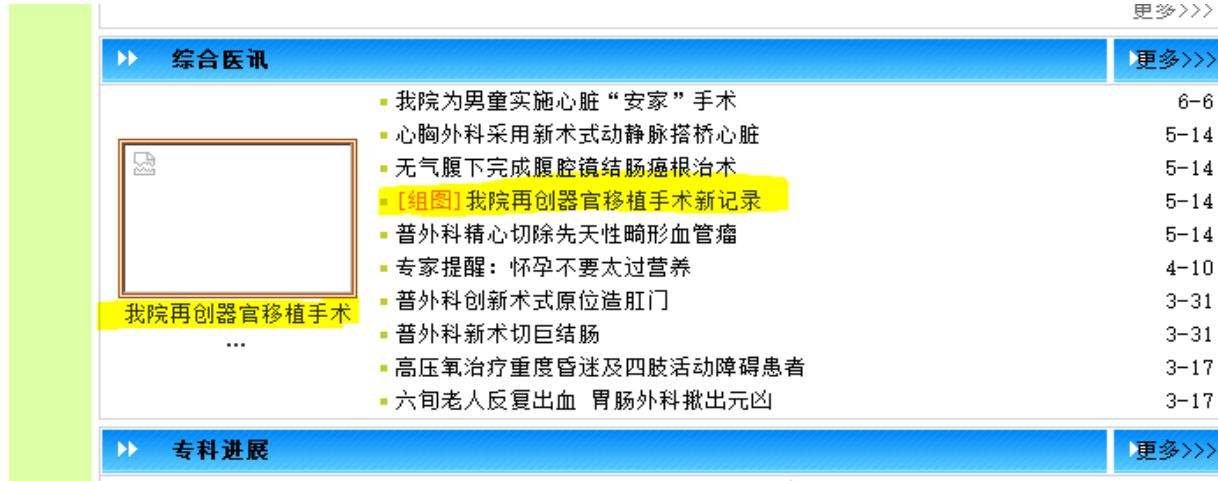 更多>>>
综合医讯 更多>>>
我院为男童实施心脏“安家”手术 6-6
心胸外科采用新术式动静脉搭桥心脏 5-14
无气腹下完成腹腔镜结肠癌根治术 5-14
[组图]我院再创器官移植手术新记录 5-14
普外科精心切除先天性畸形血管瘤 5-14
专家提醒：怀孕不要太过营养 4-10
普外科创新术式原位造肛门 3-31
普外科新术切巨结肠 3-31
高压氧治疗重度昏迷及四肢活动障碍患者 3-17
六旬老人反复出血 胃肠外科揪出元凶 3-17
我院再创器官移植手术
...
专科进展 更多>>>